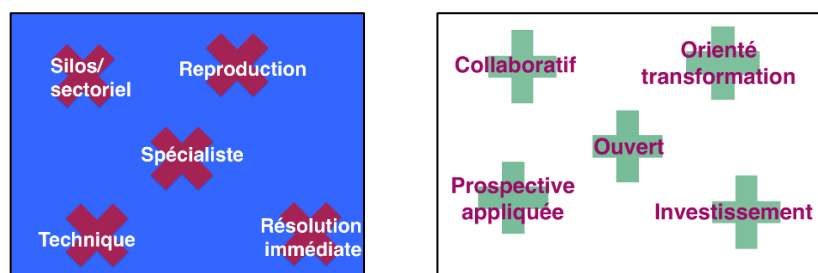 Silos/
sectoriel
Reproduction
Spécialiste
Technique
Résolution
immédiate
Collaboratif
Orienté
transformation
Ouvert
Prospective
appliquée
Investissement